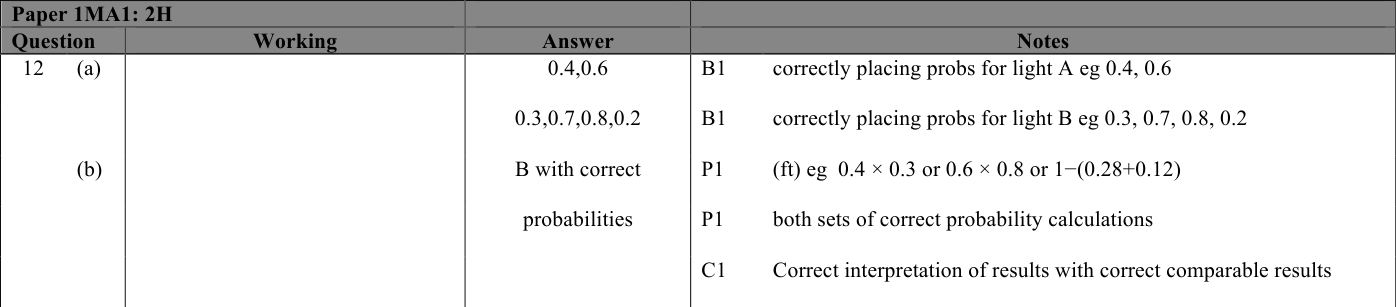 Paper 1MA1: 2H
Question Working Answer Notes
12 (a) 0.4,0.6 B1 correctly placing probs for light A eg 0.4, 0.6
0.3,0.7,0.8,0.2 B1 correctly placing probs for light B eg 0.3, 0.7, 0.8, 0.2
(b) B with correct P1 (ft) eg 0.4 × 0.3 or 0.6 × 0.8 or 1−(0.28+0.12)
probabilities P1 both sets of correct probability calculations
C1 Correct interpretation of results with correct comparable results